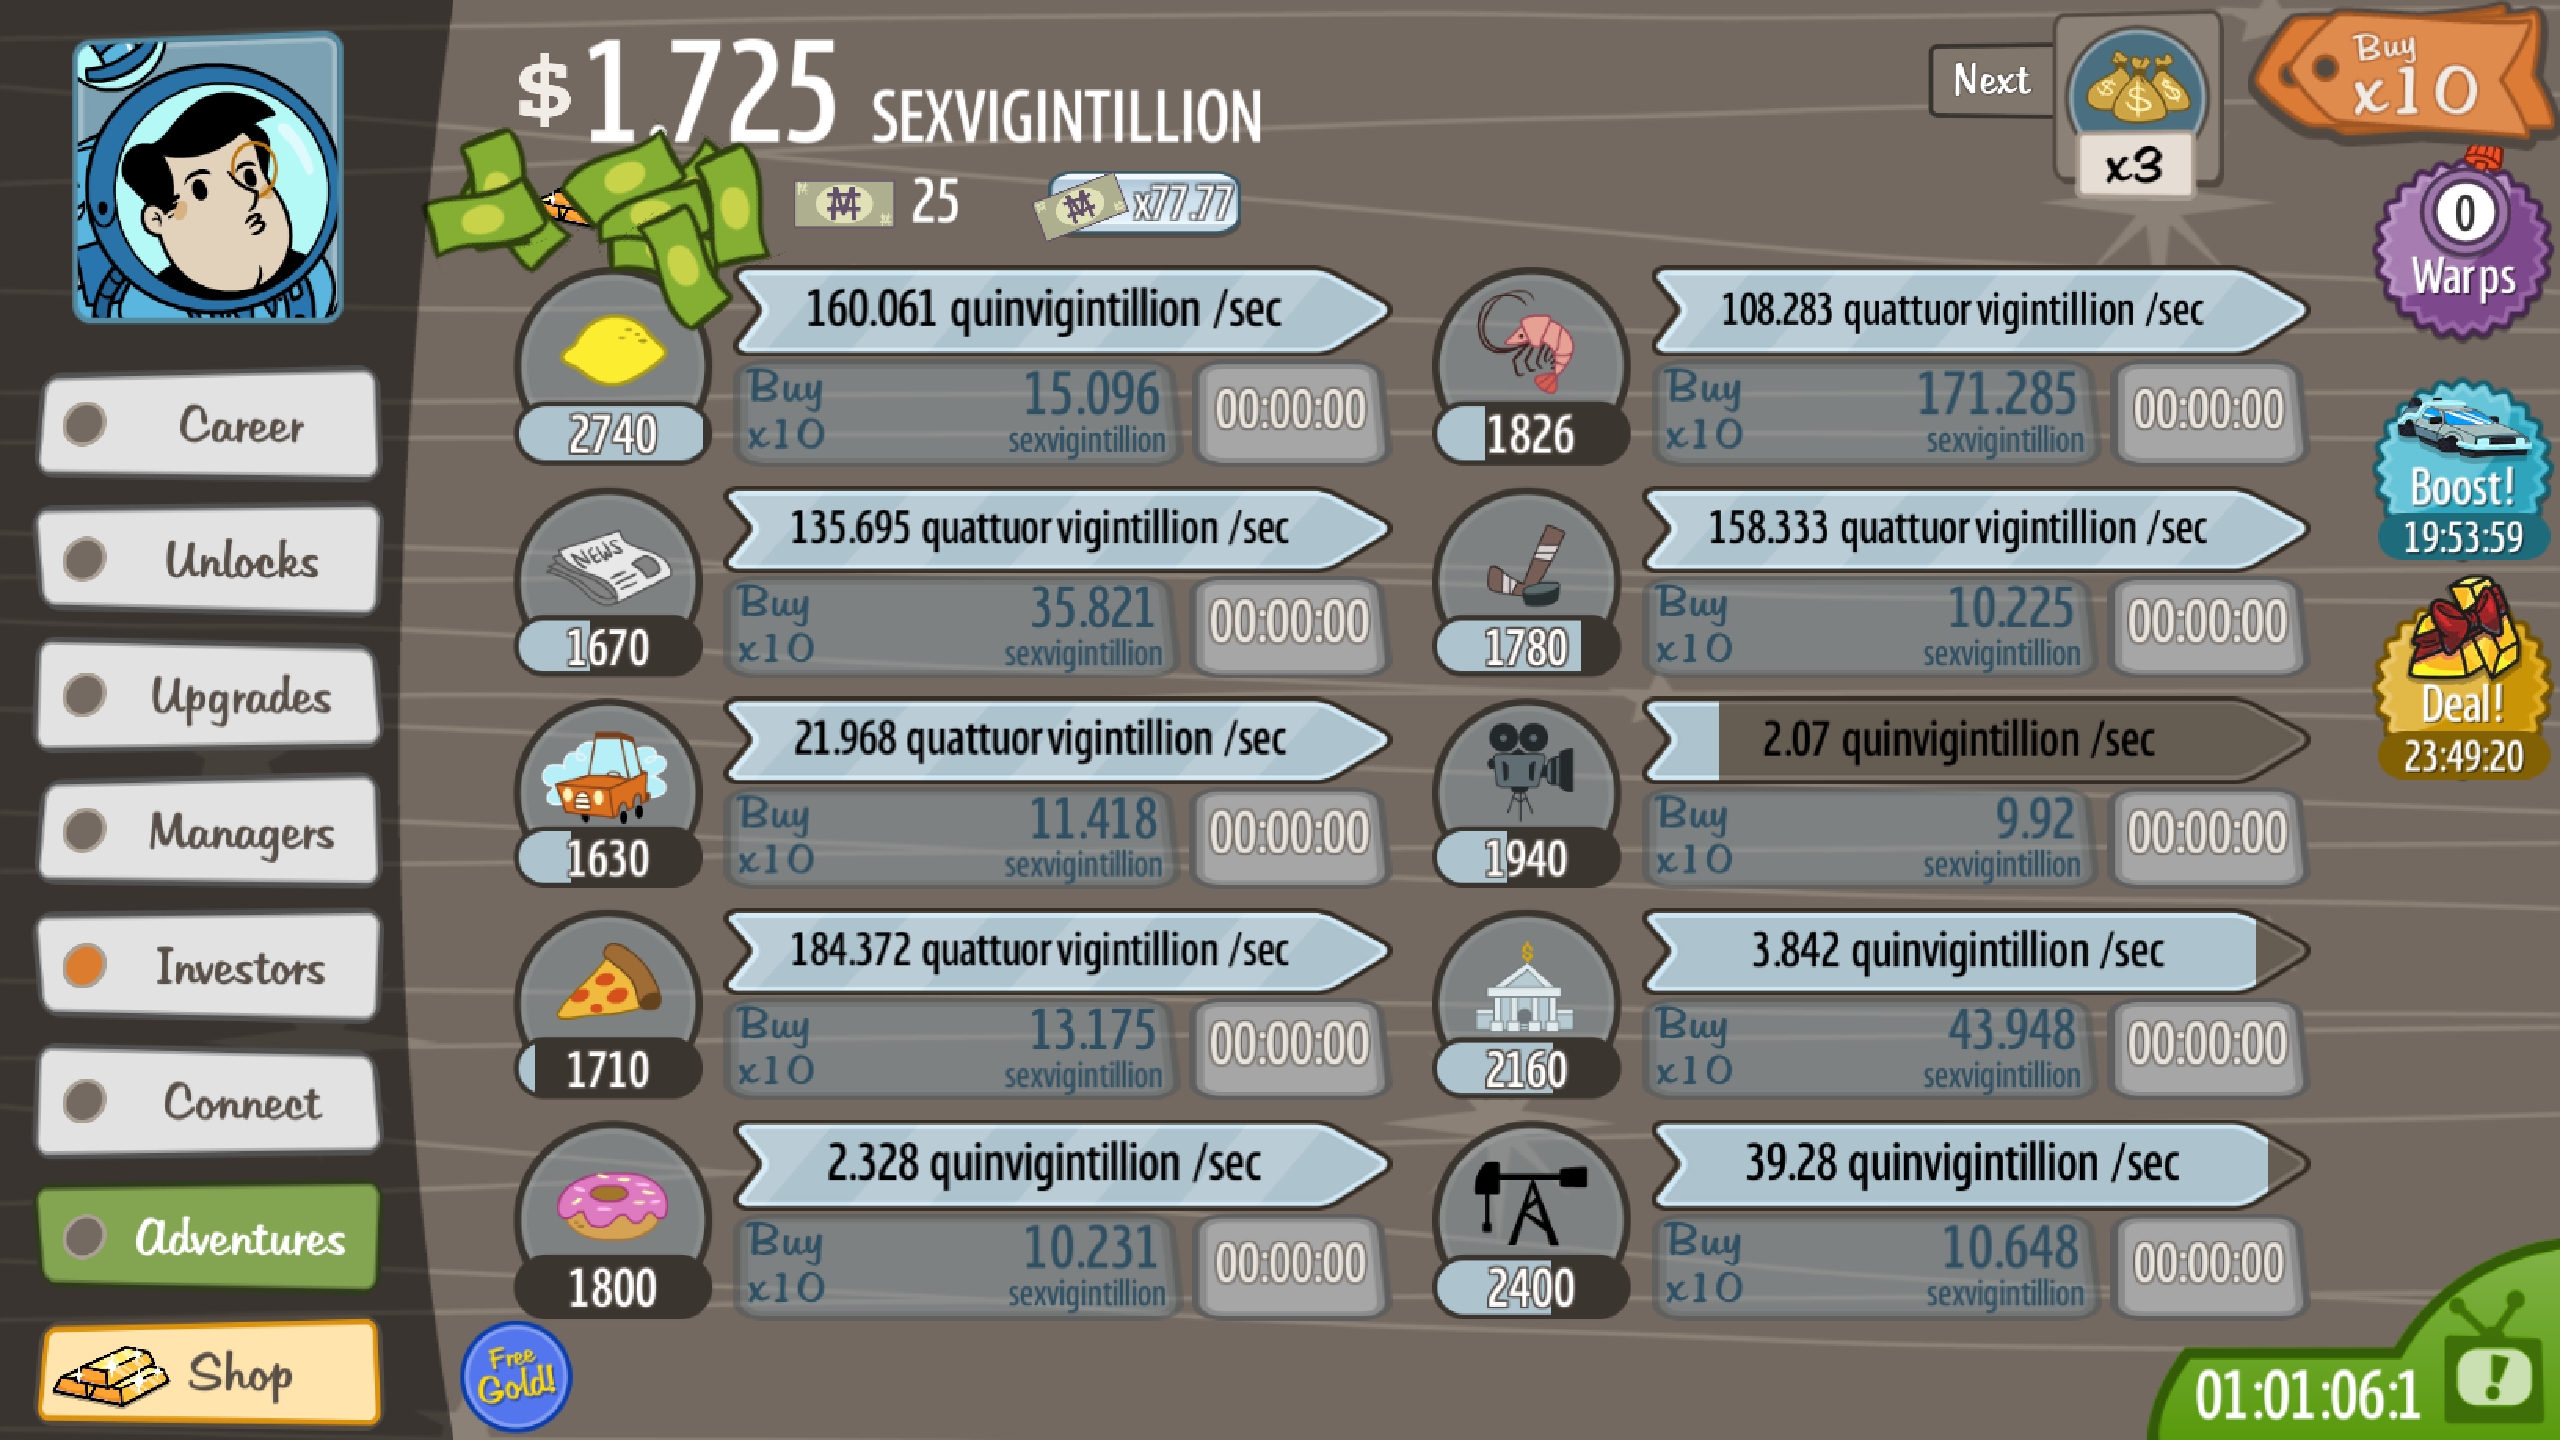 $1.725 SEXVIGINTILLION
Next
x3
Buy
x10
25
x77.77
0
Warps
Boost!
19:53:59
Deal!
23:49:20
Career
Unlocks
Upgrades
Managers
Investors
Connect
Adventures
Shop
160.061 quinvigintillion /sec
2740
Buy
x10
15.096
sexvigintillion
00:00:00
108.283 quattuorvigintillion /sec
1826
Buy
x10
171.285
sexvigintillion
00:00:00
NEWS
135.695 quattuorvigintillion /sec
1670
Buy
x10
35.821
sexvigintillion
00:00:00
158.333 quattuorvigintillion /sec
1780
Buy
x10
10.225
sexvigintillion
00:00:00
21.968 quattuorvigintillion /sec
1630
Buy
x10
11.418
sexvigintillion
00:00:00
2.07 quinvigintillion /sec
1940
Buy
x10
9.92
sexvigintillion
00:00:00
184.372 quattuorvigintillion /sec
1710
Buy
x10
13.175
sexvigintillion
00:00:00
$
3.842 quinvigintillion /sec
2160
Buy
x10
43.948
sexvigintillion
00:00:00
2.328 quinvigintillion /sec
1800
Buy
x10
10.231
sexvigintillion
00:00:00
39.28 quinvigintillion /sec
2400
Buy
x10
10.648
sexvigintillion
00:00:00
Free
Gold!
01:01:06:1
!